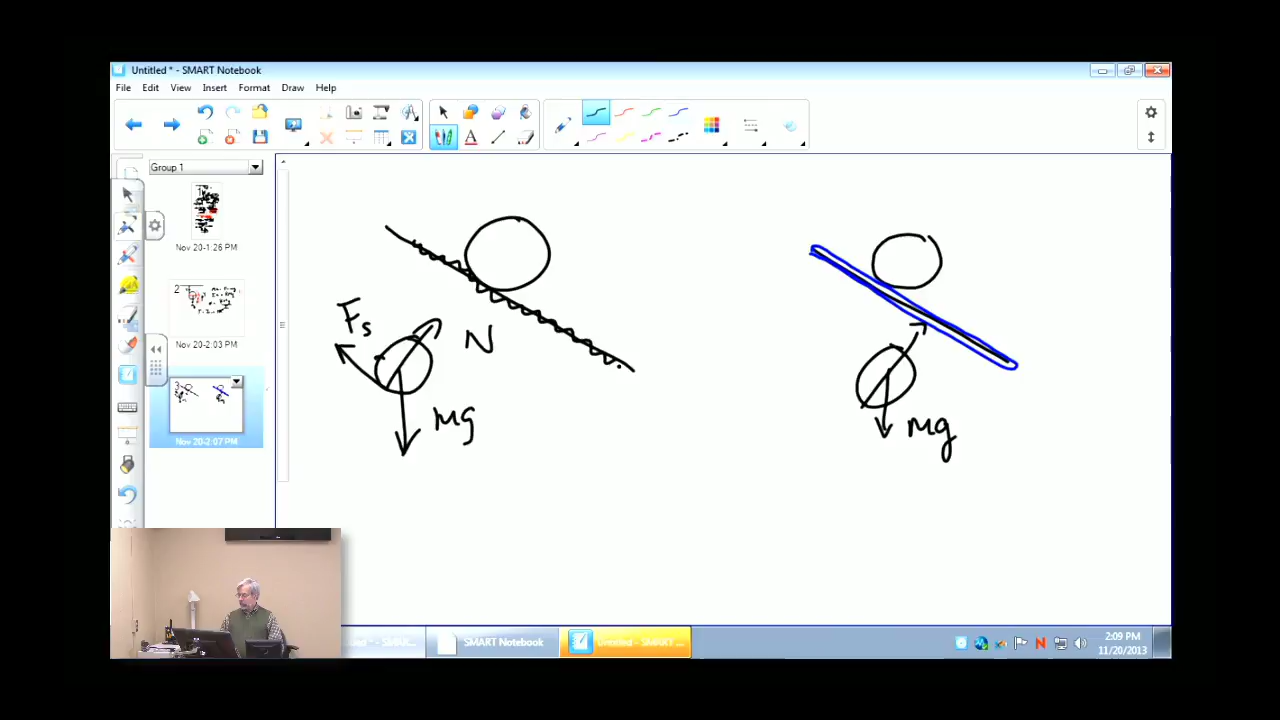 Untitled * - SMART Notebook
File Edit View Insert Format Draw Help
Group 1
Nov 20-1:26 PM
Nov 20-2:03 PM
Nov 20-2:07 PM
Fs
N
Mg
Mg
SMART Notebook
Untitled - SMART ...
2:09 PM
11/20/2013